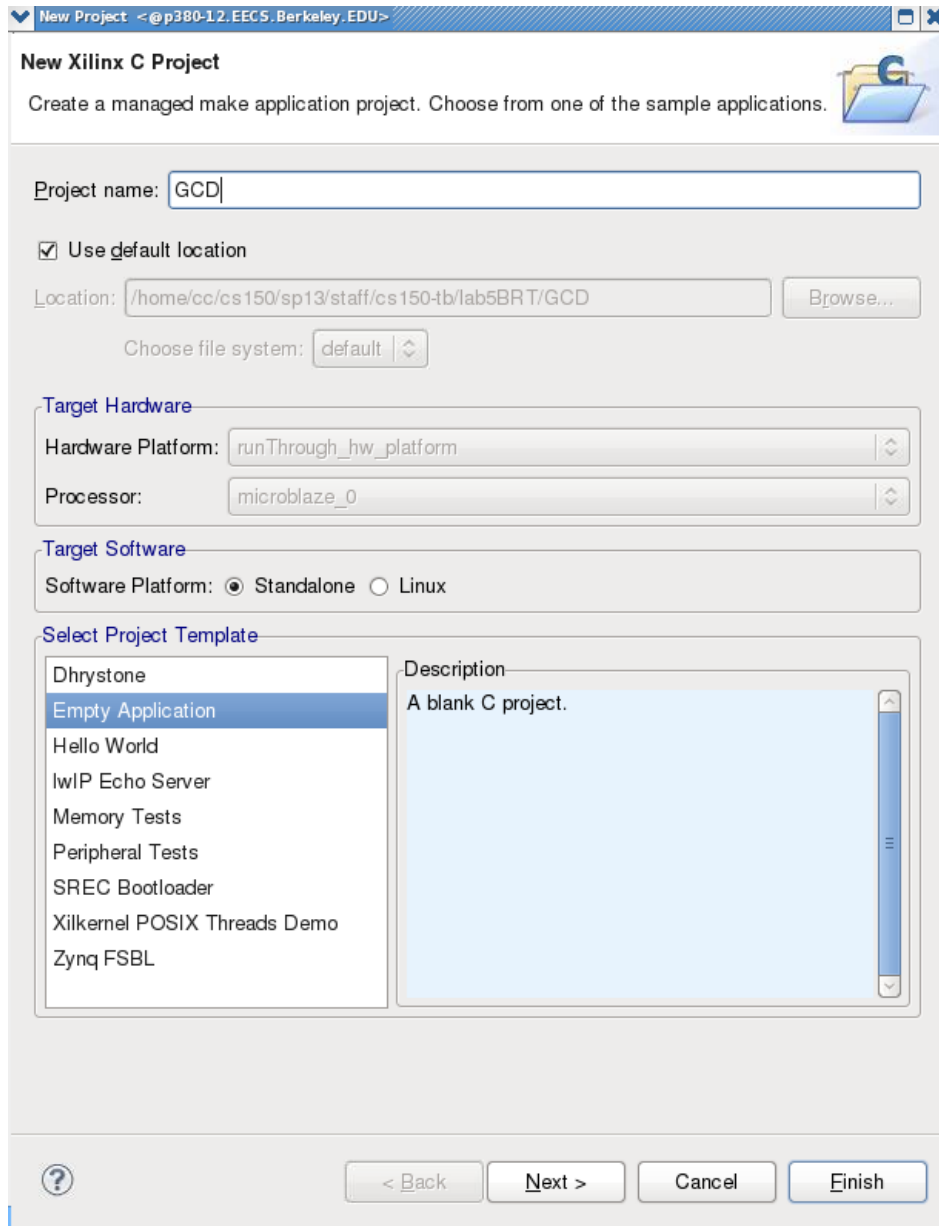 New Project <@p380-12.EECS.Berkeley.EDU>
New Xilinx C Project
Create a managed make application project. Choose from one of the sample applications.
Project name: GCD
Use default location
Location: /home/cc/cs150/sp13/staff/cs150-tb/lab5BRT/GCD Browse...
Choose file system: default
Target Hardware
Hardware Platform: runThrough_hw_platform
Processor: microblaze_0
Target Software
Software Platform: Standalone Linux
Select Project Template
Dhrystone
Empty Application
Hello World
lwIP Echo Server
Memory Tests
Peripheral Tests
SREC Bootloader
Xilkernel POSIX Threads Demo
Zynq FSBL
Description
A blank C project.
? < Back Next > Cancel Finish